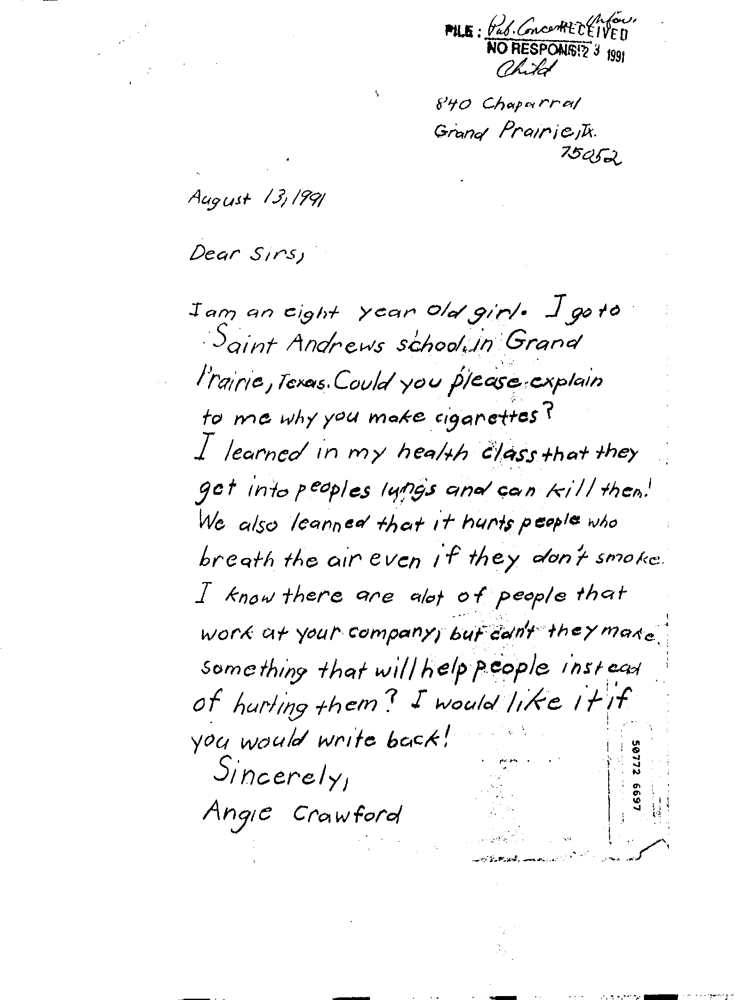 FILE: Pub. Concern RECEIVED
NO RESPONSE 2 3 1991
Child
840 Chaparral
Grand Prairie, Tx.
75052
August 13, 1991
Dear Sirs,
I am an eight year old girl. I go to
Saint Andrews school in Grand
Prairie, Texas. Could you please explain
to me why you make cigarettes?
I learned in my health class that they
get into peoples lungs and can kill them!
We also learned that it hurts people who
breath the air even if they don't smoke.
I know there are alot of people that
work at your company, but can't they make
something that will help people instead
of hurting them? I would like it if
you would write back!
Sincerely,
Angie Crawford
50772 6697